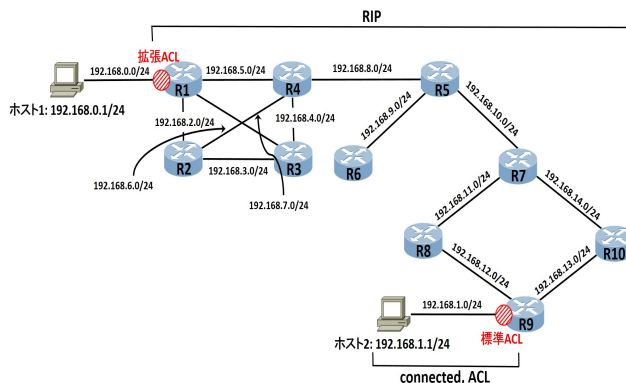 RIP
拡張ACL
192.168.0.0/24
192.168.5.0/24
192.168.8.0/24
R1
R4
R5
ホスト1: 192.168.0.1/24
192.168.2.0/24
192.168.4.0/24
192.168.9.0/24
192.168.10.0/24
R2
R3
R6
R7
192.168.3.0/24
192.168.6.0/24
192.168.7.0/24
192.168.11.0/24
192.168.14.0/24
R8
R10
192.168.12.0/24
192.168.13.0/24
192.168.1.0/24
R9
ホスト2: 192.168.1.1/24
標準ACL
connected, ACL